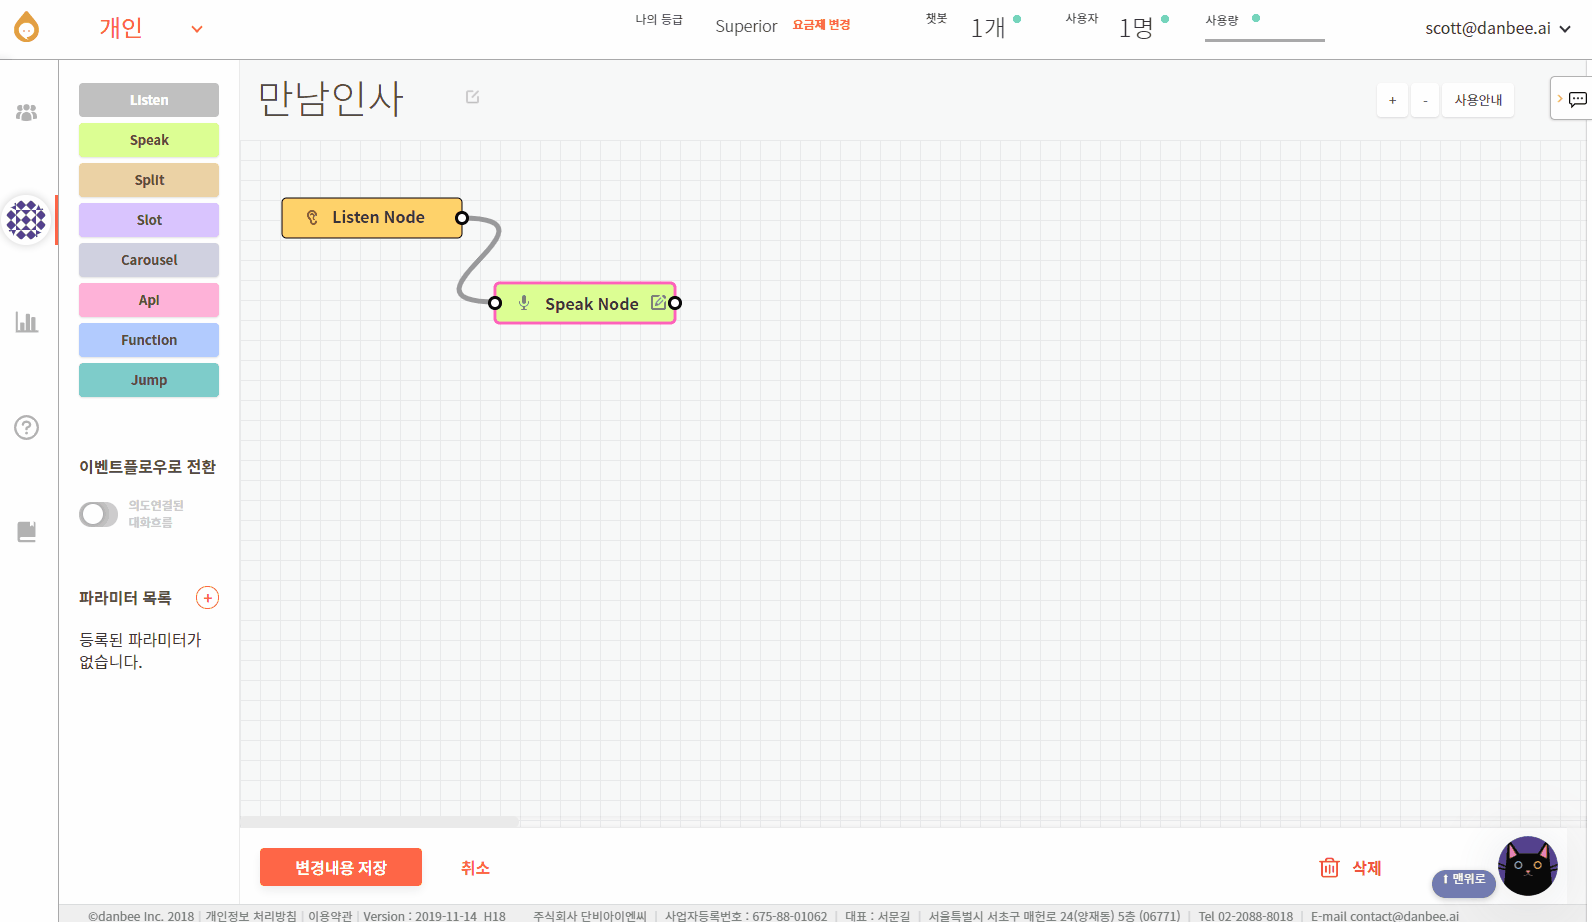 개인
나의 등급
Superior
요금제 변경
챗봇
1개
사용자
1명
사용량
scott@danbee.ai
Listen
Speak
Split
Slot
Carousel
Api
Function
Jump
이벤트플로우로 전환
의도연결된
대화흐름
파라미터 목록
+
등록된 파라미터가
없습니다.
만남인사
+
-
사용안내
Listen Node
Speak Node
변경내용 저장
취소
삭제
⬆ 맨위로
©danbee Inc. 2018 | 개인정보 처리방침 | 이용약관 | Version : 2019-11-14_H18 주식회사 단비아이엔씨 | 사업자등록번호 : 675-88-01062 | 대표 : 서문길 | 서울특별시 서초구 매헌로 24(양재동) 5층 (06771) | Tel 02-2088-8018 | E-mail contact@danbee.ai